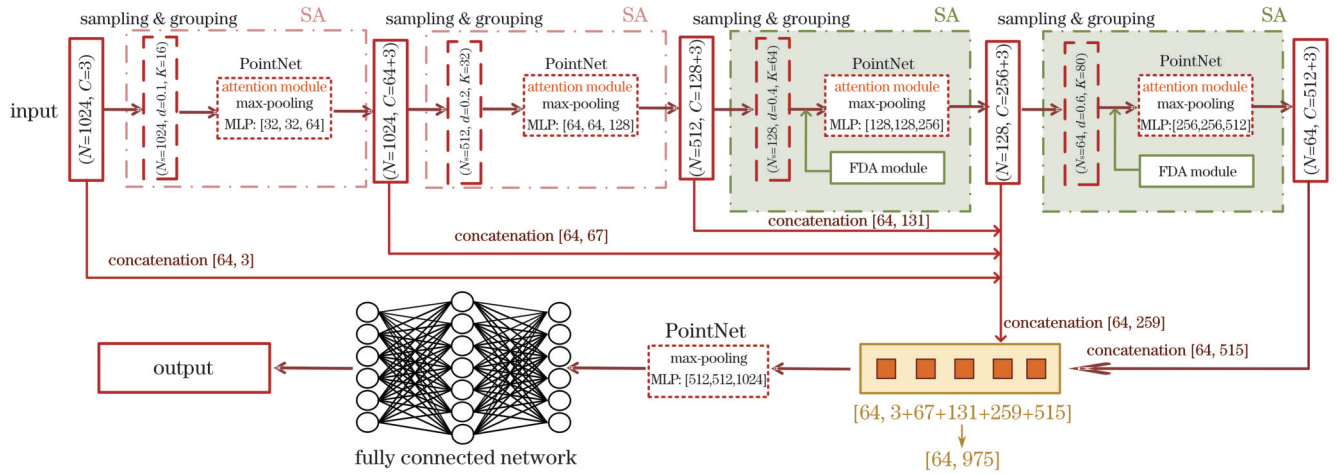 sampling & grouping
SA
sampling & grouping
SA
sampling & grouping
SA
sampling & grouping
SA
input
(N=1024, C=3)
(Ns=1024, d=0.1, K=16)
PointNet
attention module
max-pooling
MLP: [32, 32, 64]
(N=1024, C=64+3)
(Ns=512, d=0.2, K=32)
PointNet
attention module
max-pooling
MLP: [64, 64, 128]
(N=512, C=128+3)
(Ns=128, d=0.4, K=64)
PointNet
attention module
max-pooling
MLP: [128,128,256]
FDA module
(N=128, C=256+3)
(Ns=64, d=0.6, K=80)
PointNet
attention module
max-pooling
MLP:[256,256,512]
FDA module
(N=64, C=512+3)
concatenation [64, 131]
concatenation [64, 67]
concatenation [64, 3]
concatenation [64, 259]
concatenation [64, 515]
output
fully connected network
PointNet
max-pooling
MLP: [512,512,1024]
[64, 3+67+131+259+515]
[64, 975]